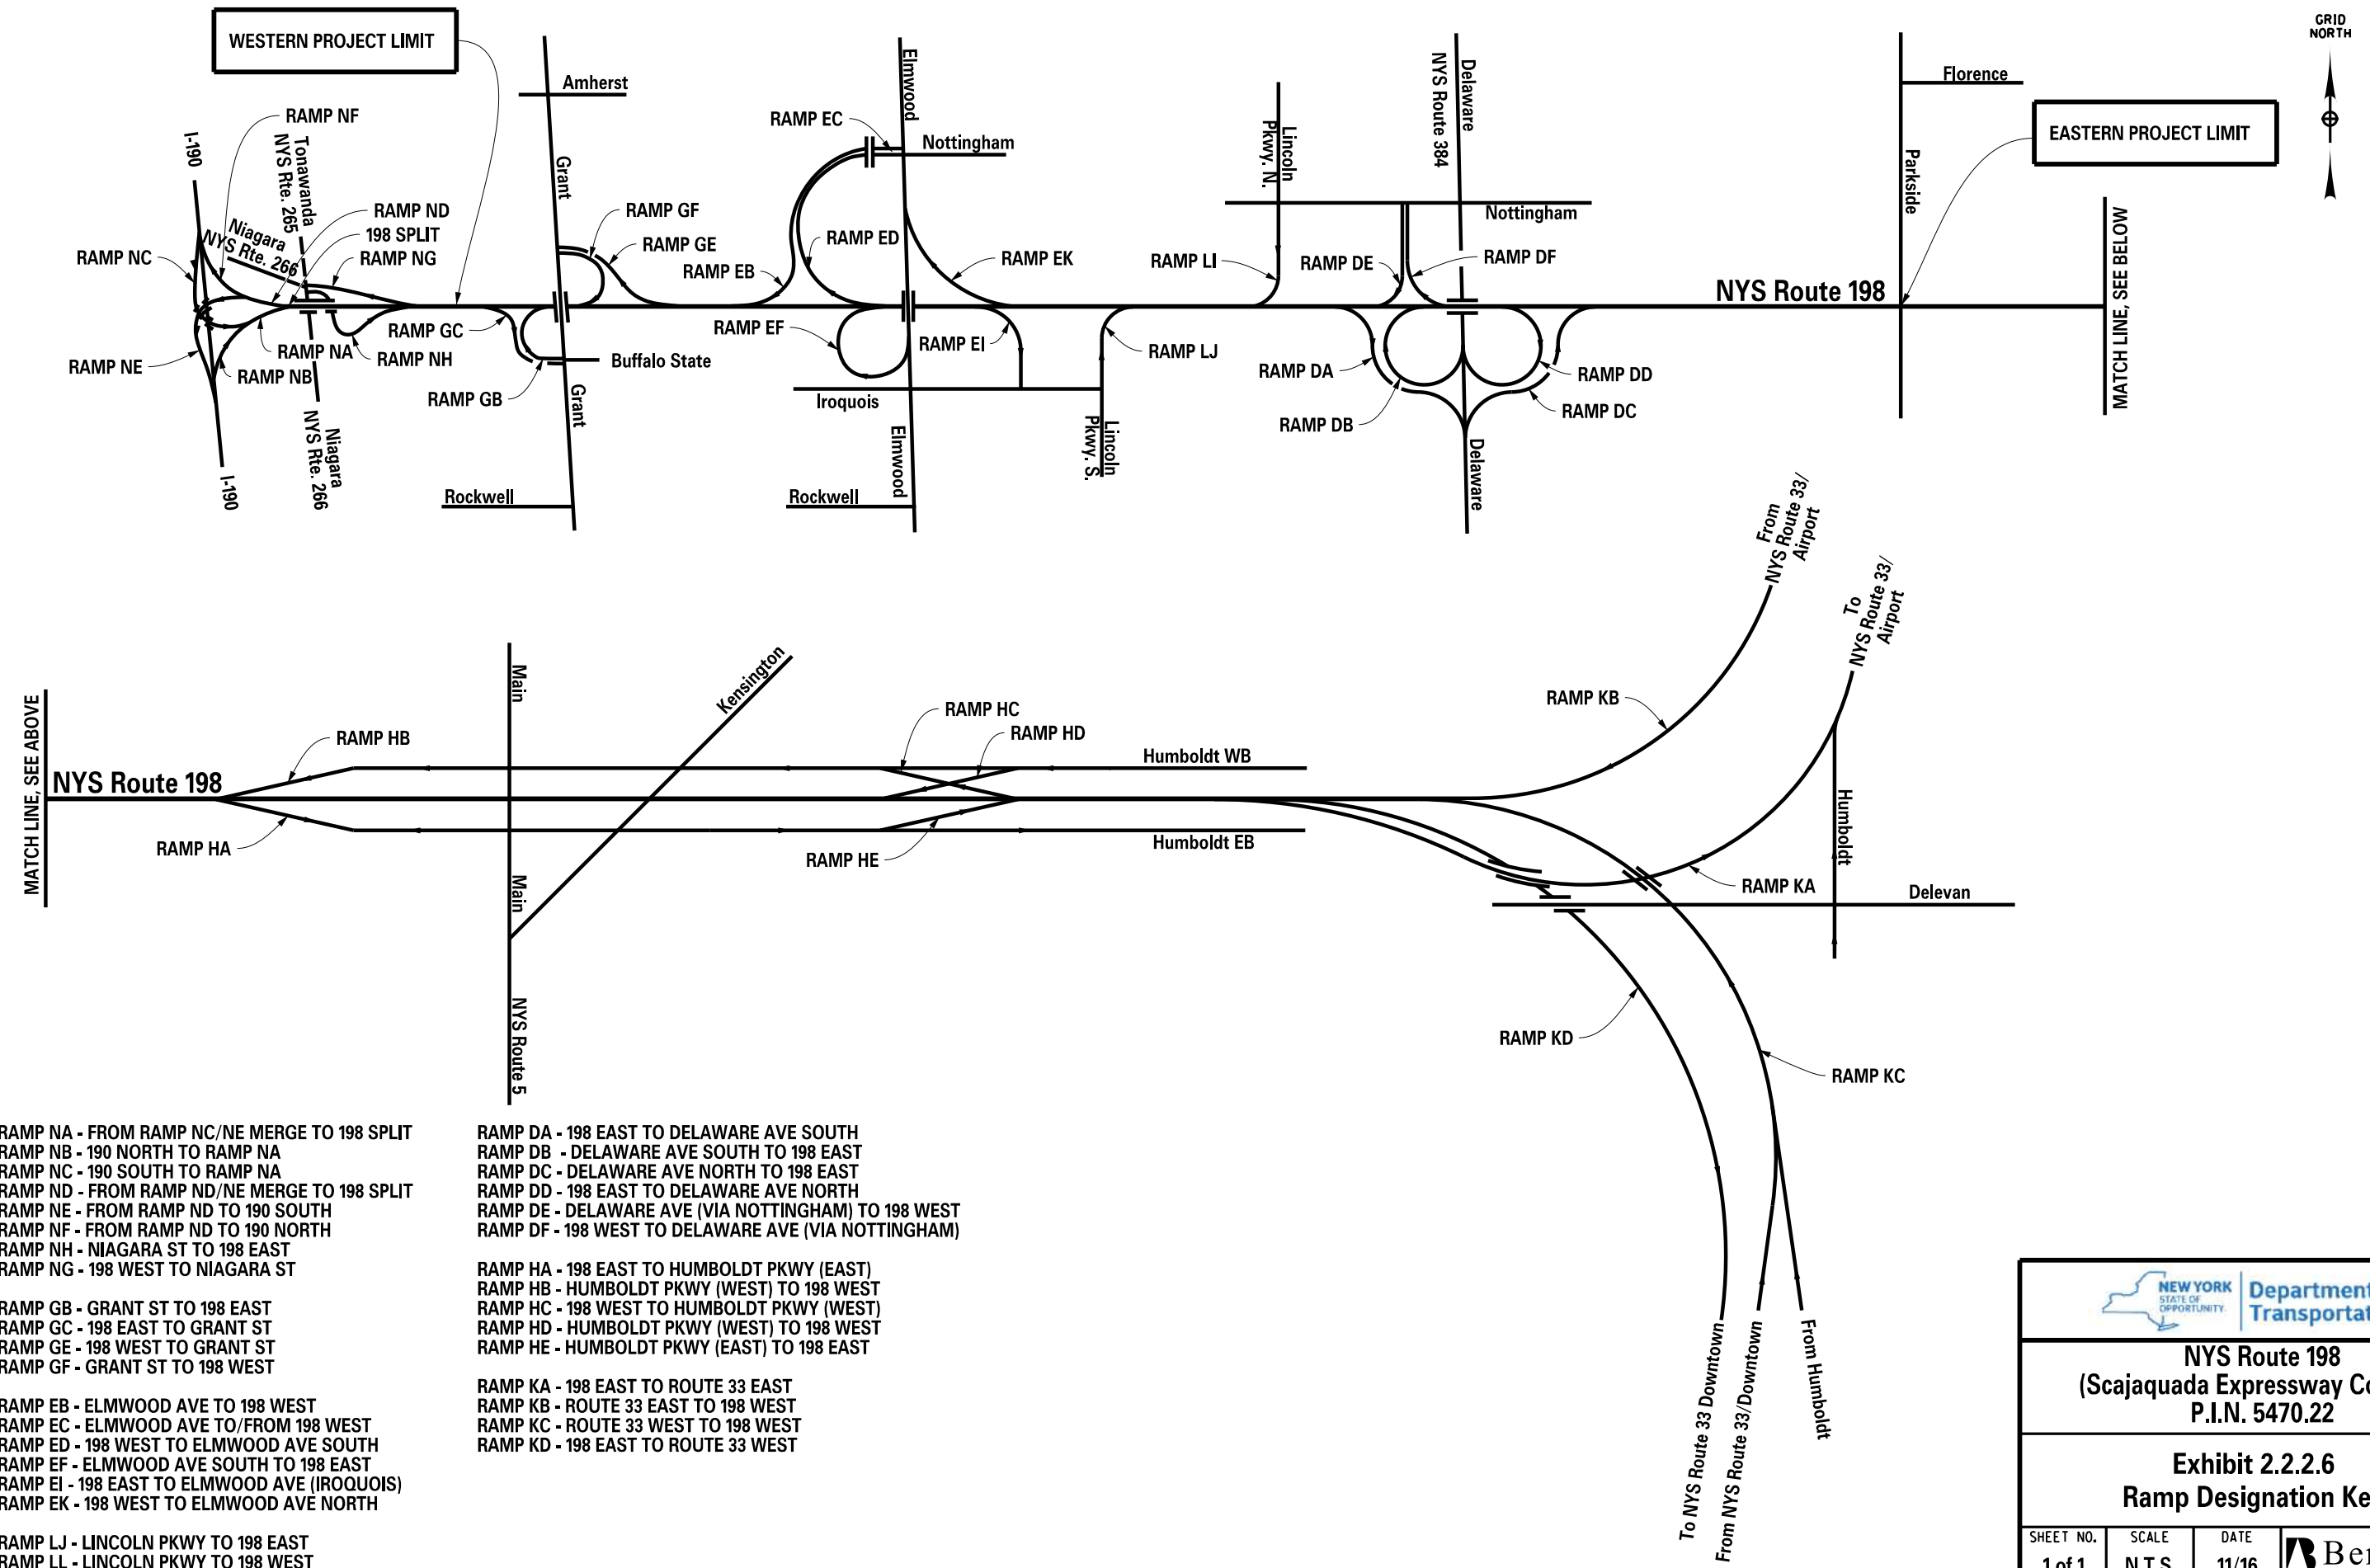 WESTERN PROJECT LIMIT
GRID
NORTH
Amherst
Elmwood
Delaware
NYS Route 384
Florence
EASTERN PROJECT LIMIT
RAMP NF
I-190
Tonawanda
NYS Rte. 265
RAMP EC
Nottingham
Lincoln
Pkwy. N.
Grant
Parkside
MATCH LINE, SEE BELOW
RAMP ND
198 SPLIT
RAMP NG
Niagara
NYS Rte. 266
RAMP NC
RAMP GF
RAMP GE
RAMP EB
RAMP ED
RAMP EK
RAMP LI
RAMP DE
Nottingham
RAMP DF
NYS Route 198
RAMP NE
RAMP NB
RAMP NA
RAMP NH
RAMP GC
RAMP GB
Buffalo State
RAMP EF
RAMP EI
RAMP LJ
RAMP DA
RAMP DB
RAMP DD
RAMP DC
Iroquois
I-190
Niagara
NYS Rte. 266
Grant
Elmwood
Lincoln
Pkwy. S.
Delaware
Rockwell
Rockwell
From
NYS Route 33/
Airport
To
NYS Route 33/
Airport
MATCH LINE, SEE ABOVE
NYS Route 198
RAMP HB
RAMP HA
Main
Kensington
RAMP HC
RAMP HD
Humboldt WB
RAMP HE
Humboldt EB
Main
NYS Route 5
RAMP KB
RAMP KA
Humboldt
Delevan
RAMP KD
RAMP KC
To NYS Route 33 Downtown
From NYS Route 33/Downtown
From Humboldt
RAMP NA - FROM RAMP NC/NE MERGE TO 198 SPLIT
RAMP NB - 190 NORTH TO RAMP NA
RAMP NC - 190 SOUTH TO RAMP NA
RAMP ND - FROM RAMP ND/NE MERGE TO 198 SPLIT
RAMP NE - FROM RAMP ND TO 190 SOUTH
RAMP NF - FROM RAMP ND TO 190 NORTH
RAMP NH - NIAGARA ST TO 198 EAST
RAMP NG - 198 WEST TO NIAGARA ST
RAMP GB - GRANT ST TO 198 EAST
RAMP GC - 198 EAST TO GRANT ST
RAMP GE - 198 WEST TO GRANT ST
RAMP GF - GRANT ST TO 198 WEST
RAMP EB - ELMWOOD AVE TO 198 WEST
RAMP EC - ELMWOOD AVE TO/FROM 198 WEST
RAMP ED - 198 WEST TO ELMWOOD AVE SOUTH
RAMP EF - ELMWOOD AVE SOUTH TO 198 EAST
RAMP EI - 198 EAST TO ELMWOOD AVE (IROQUOIS)
RAMP EK - 198 WEST TO ELMWOOD AVE NORTH
RAMP LJ - LINCOLN PKWY TO 198 EAST
RAMP LL - LINCOLN PKWY TO 198 WEST
RAMP DA - 198 EAST TO DELAWARE AVE SOUTH
RAMP DB - DELAWARE AVE SOUTH TO 198 EAST
RAMP DC - DELAWARE AVE NORTH TO 198 EAST
RAMP DD - 198 EAST TO DELAWARE AVE NORTH
RAMP DE - DELAWARE AVE (VIA NOTTINGHAM) TO 198 WEST
RAMP DF - 198 WEST TO DELAWARE AVE (VIA NOTTINGHAM)
RAMP HA - 198 EAST TO HUMBOLDT PKWY (EAST)
RAMP HB - HUMBOLDT PKWY (WEST) TO 198 WEST
RAMP HC - 198 WEST TO HUMBOLDT PKWY (WEST)
RAMP HD - HUMBOLDT PKWY (WEST) TO 198 WEST
RAMP HE - HUMBOLDT PKWY (EAST) TO 198 EAST
RAMP KA - 198 EAST TO ROUTE 33 EAST
RAMP KB - ROUTE 33 EAST TO 198 WEST
RAMP KC - ROUTE 33 WEST TO 198 WEST
RAMP KD - 198 EAST TO ROUTE 33 WEST
NEW YORK
STATE OF
OPPORTUNITY.
Department
Transportat
NYS Route 198
(Scajaquada Expressway Co
P.I.N. 5470.22
Exhibit 2.2.2.6
Ramp Designation Ke
SHEET NO. SCALE DATE
1 of 1 N.T.S. 11/16
Ber